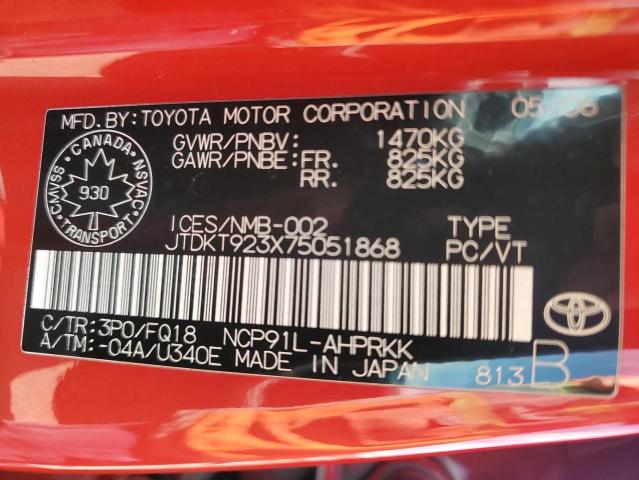 MFD. BY: TOYOTA MOTOR CORPORATION 05/06
GVWR/PNBV: 1470KG
GAWR/PNBE: FR. 825KG
RR. 825KG
CMVSS · CANADA · NSVAC
930
TRANSPORT
ICES/NMB-002 TYPE
JTDKT923X75051868 PC/VT
C/TR: 3P0/FQ18 NCP91L-AHPRKK
A/TM: -04A/U340E MADE IN JAPAN
813 B